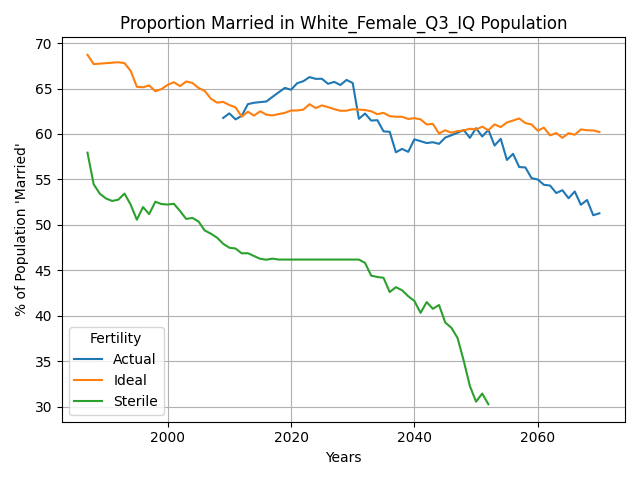 Proportion Married in White_Female_Q3_IQ Population
% of Population 'Married'
70
65
60
55
50
45
40
35
30
Fertility
Actual
Ideal
Sterile
2000
2020
2040
2060
Years